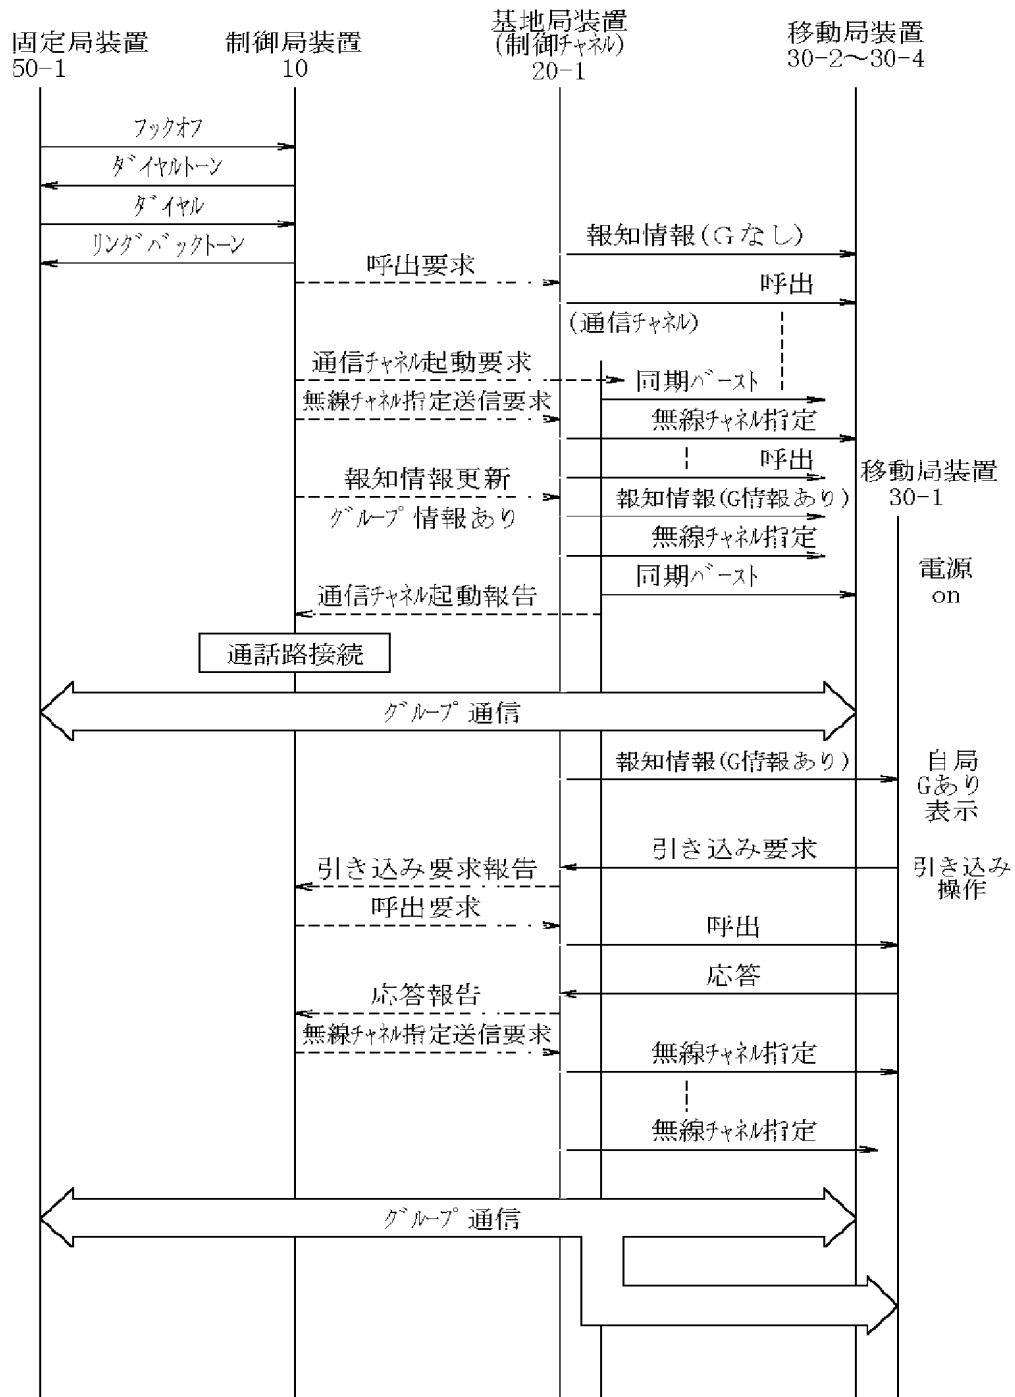 固定局装置
50-1
制御局装置
10
基地局装置
(制御チャネル)
20-1
移動局装置
30-2〜30-4
フックオフ
ダイヤルトーン
ダイヤル
リングバックトーン
報知情報(Gなし)
呼出要求
呼出
(通信チャネル)
通信チャネル起動要求
同期バースト
無線チャネル指定送信要求
無線チャネル指定
呼出
移動局装置
30-1
報知情報更新
グループ情報あり
報知情報(G情報あり)
無線チャネル指定
電源
on
同期バースト
通信チャネル起動報告
通話路接続
グループ通信
報知情報(G情報あり)
自局
Gあり
表示
引き込み要求
引き込み
操作
引き込み要求報告
呼出要求
呼出
応答
応答報告
無線チャネル指定送信要求
無線チャネル指定
無線チャネル指定
グループ通信